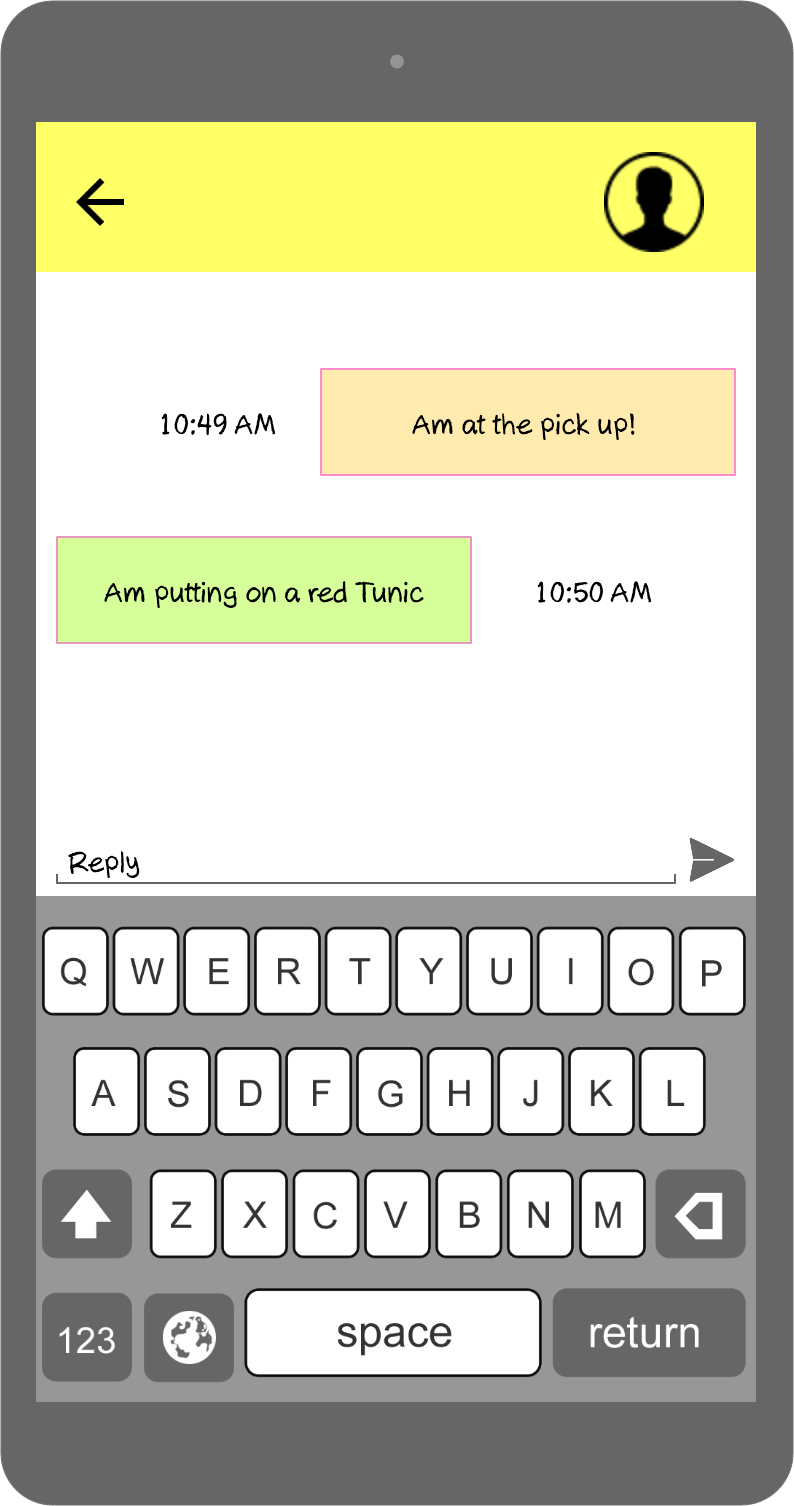 10:49 AM Am at the pick up!
Am putting on a red Tunic 10:50 AM
Reply
Q W E R T Y U I O P
A S D F G H J K L
Z X C V B N M
123 space return